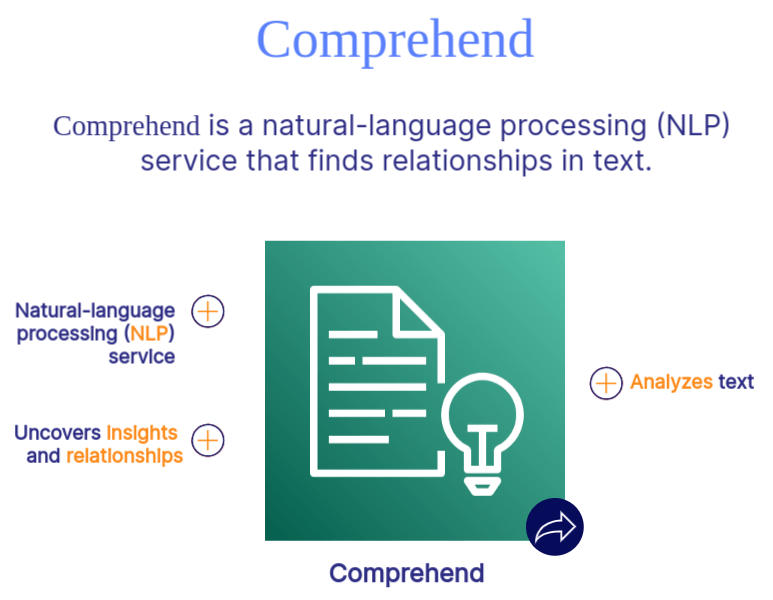 Comprehend
Comprehend is a natural-language processing (NLP)
service that finds relationships in text.
Natural-language
processing (NLP)
service
Uncovers insights
and relationships
Analyzes text
Comprehend